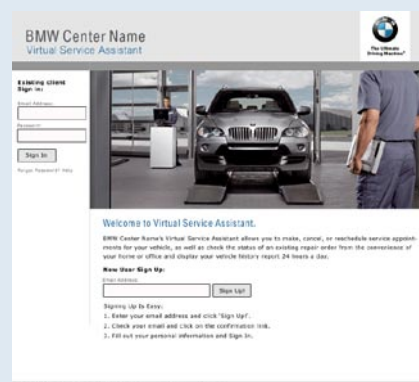 BMW Center Name
Virtual Service Assistant
The Ultimate
Driving Machine®
Existing Client
Sign in:
Email Address:
Password:
Sign In
Forgot Password? Help
Welcome to Virtual Service Assistant.
BMW Center Name's Virtual Service Assistant allows you to make, cancel, or reschedule service appoint-
ments for your vehicle, as well as check the status of an existing repair order from the convenience of
your home or office and display your vehicle history report 24 hours a day.
New User Sign Up:
Email Address:
Sign Up!
Signing Up Is Easy:
1. Enter your email address and click "Sign Up!".
2. Check your email and click on the confirmation link.
3. Fill out your personal information and Sign In.